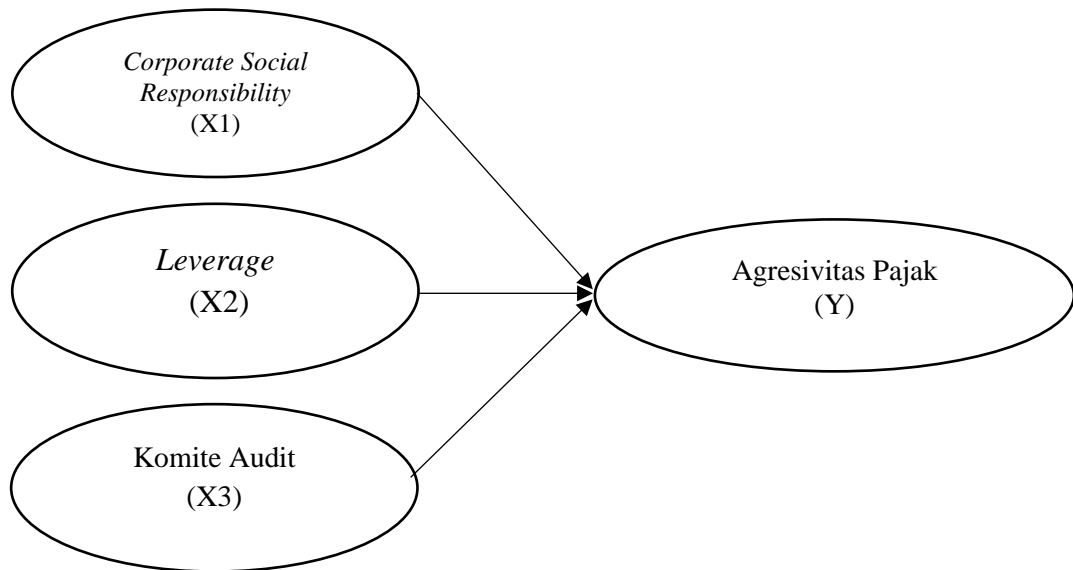 Corporate Social
Responsibility
(X1)
Leverage
(X2)
Komite Audit
(X3)
Agresivitas Pajak
(Y)